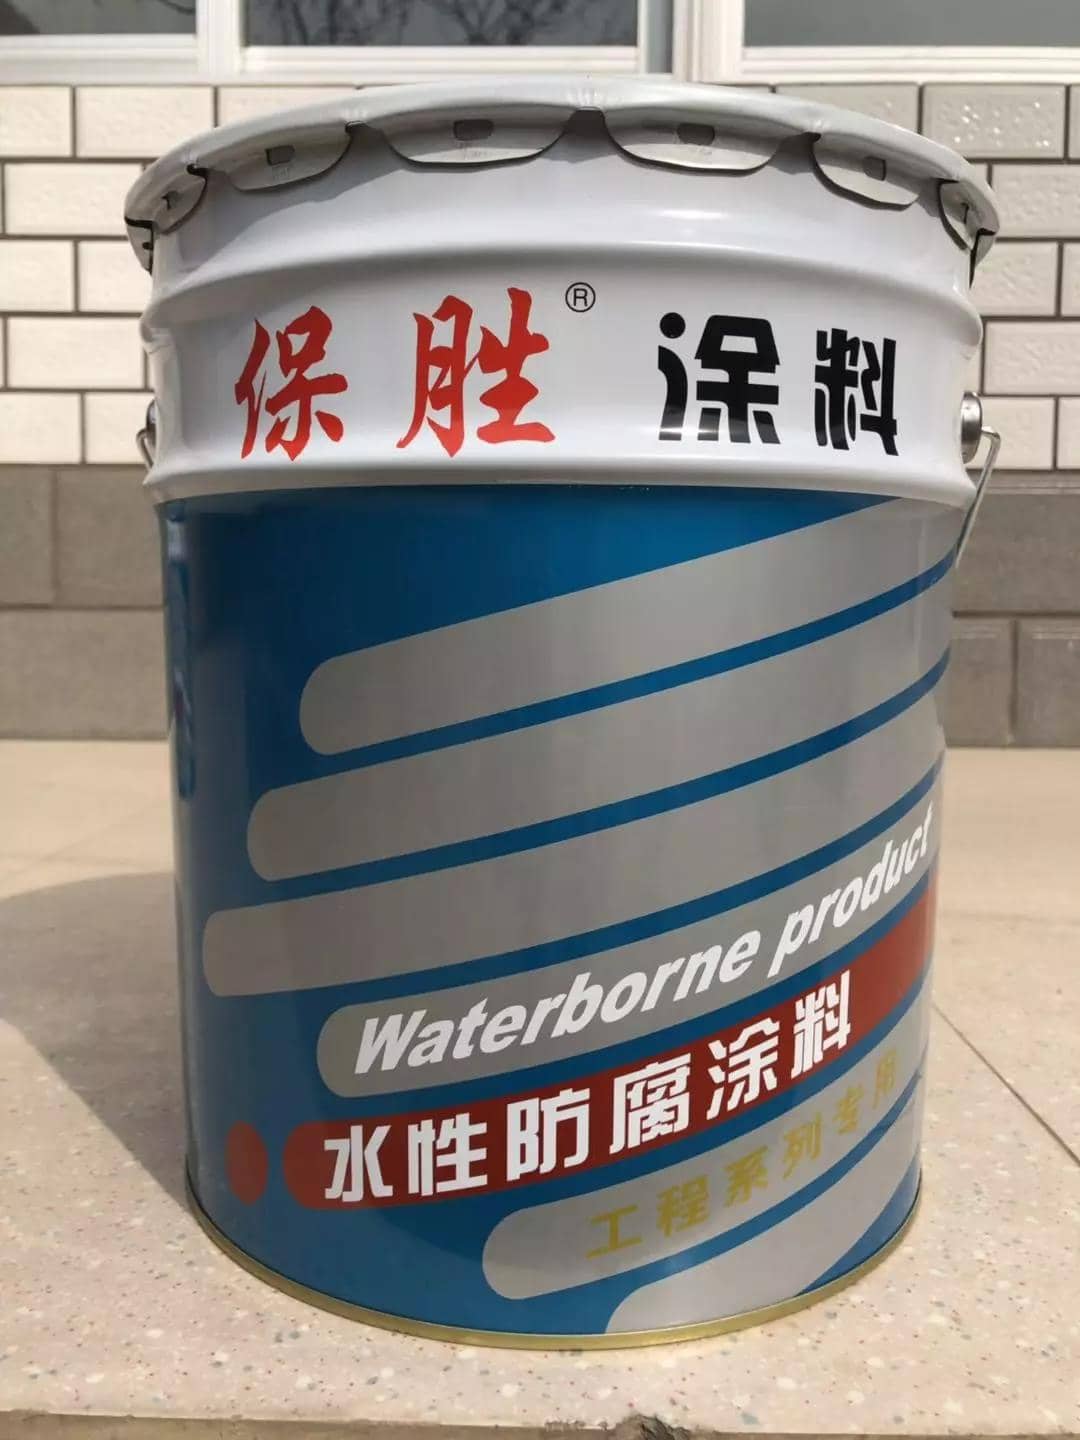 保胜® 涂料
Waterborne product
水性防腐涂料
工程系列专用